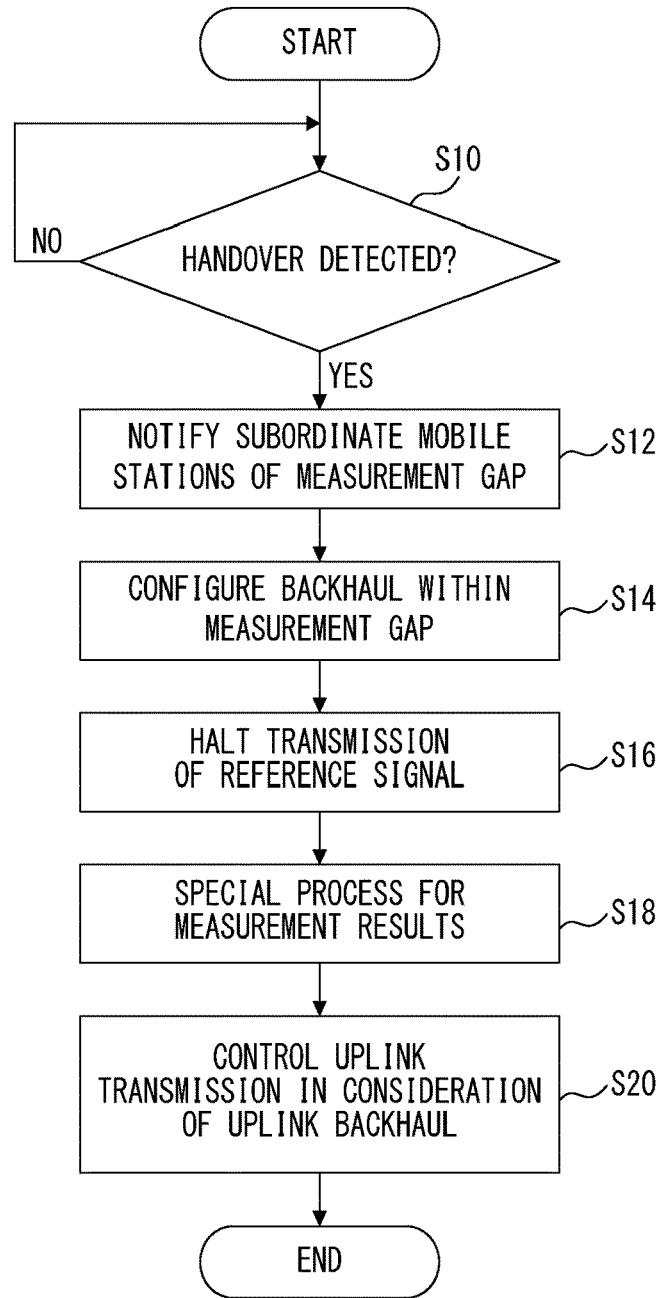 START
S10
HANDOVER DETECTED?
NO
YES
NOTIFY SUBORDINATE MOBILE
STATIONS OF MEASUREMENT GAP
S12
CONFIGURE BACKHAUL WITHIN
MEASUREMENT GAP
S14
HALT TRANSMISSION
OF REFERENCE SIGNAL
S16
SPECIAL PROCESS FOR
MEASUREMENT RESULTS
S18
CONTROL UPLINK
TRANSMISSION IN CONSIDERATION
OF UPLINK BACKHAUL
S20
END